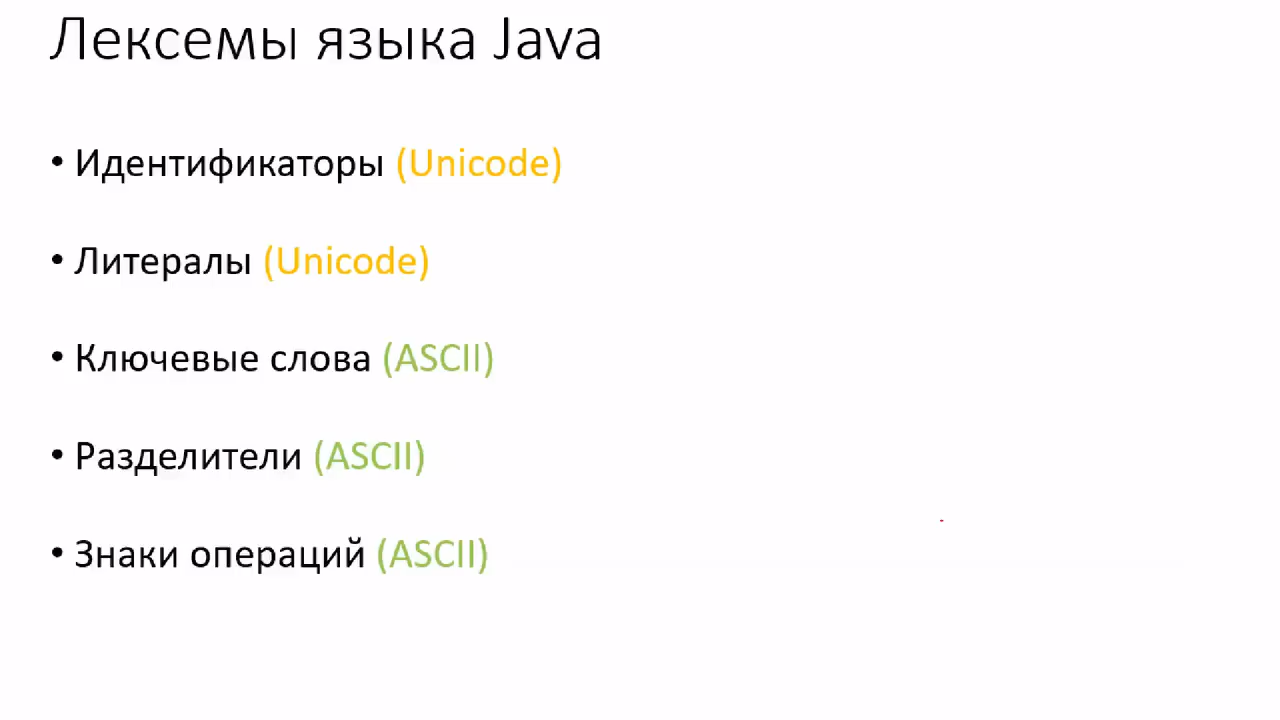 Лексемы языка Java
• Идентификаторы (Unicode)
• Литералы (Unicode)
• Ключевые слова (ASCII)
• Разделители (ASCII)
• Знаки операций (ASCII)